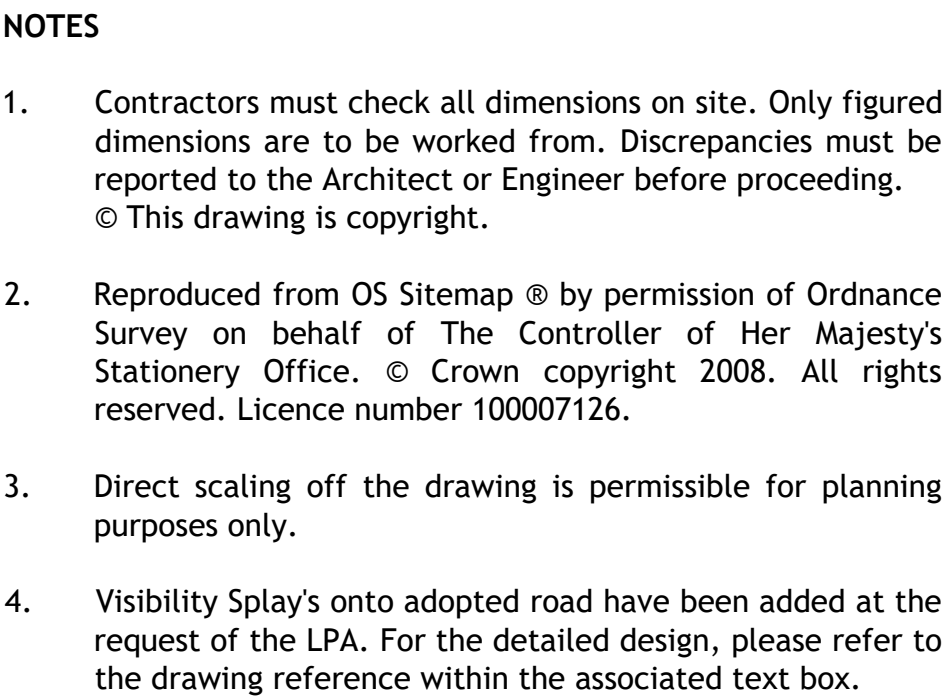 NOTES
1. Contractors must check all dimensions on site. Only figured
dimensions are to be worked from. Discrepancies must be
reported to the Architect or Engineer before proceeding.
© This drawing is copyright.
2. Reproduced from OS Sitemap ® by permission of Ordnance
Survey on behalf of The Controller of Her Majesty's
Stationery Office. © Crown copyright 2008. All rights
reserved. Licence number 100007126.
3. Direct scaling off the drawing is permissible for planning
purposes only.
4. Visibility Splay's onto adopted road have been added at the
request of the LPA. For the detailed design, please refer to
the drawing reference within the associated text box.